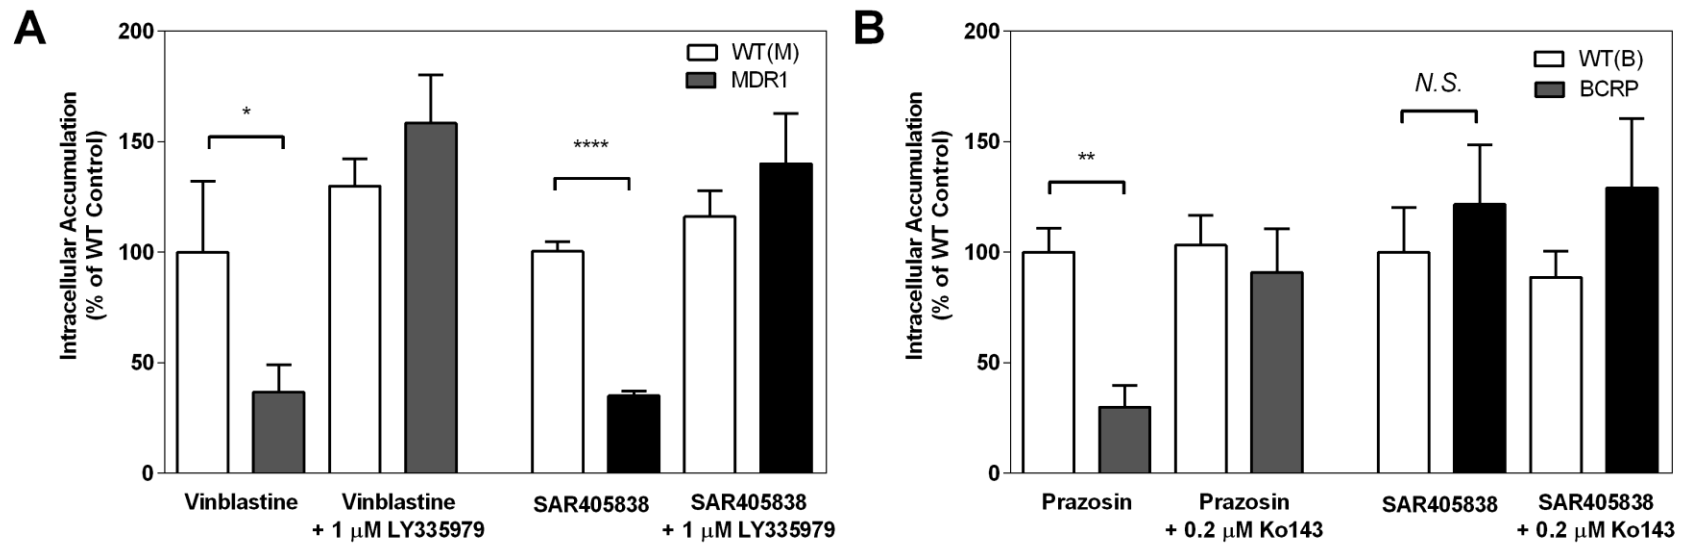 A
Intracellular Accumulation
(% of WT Control)
200
150
100
50
0
WT(M)
MDR1
*
****
Vinblastine
Vinblastine
+ 1 μM LY335979
SAR405838
SAR405838
+ 1 μM LY335979
B
Intracellular Accumulation
(% of WT Control)
200
150
100
50
0
WT(B)
BCRP
**
N.S.
Prazosin
Prazosin
+ 0.2 μM Ko143
SAR405838
SAR405838
+ 0.2 μM Ko143